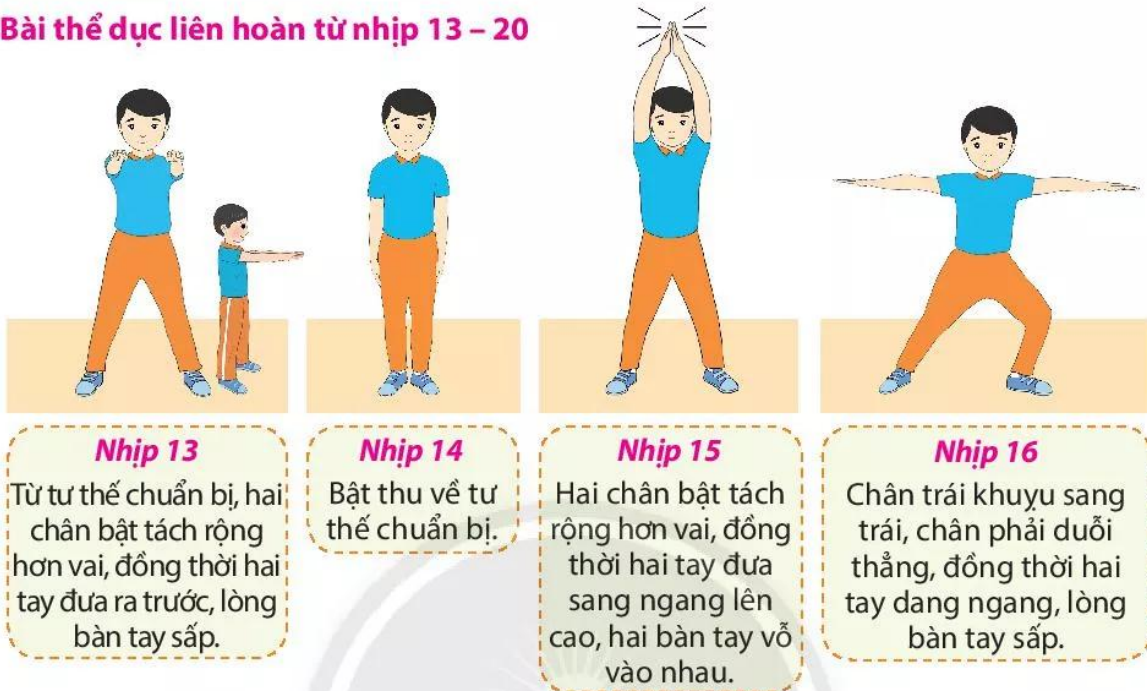 Bài thể dục liên hoàn từ nhịp 13 – 20
Nhịp 13
Từ tư thế chuẩn bị, hai
chân bật tách rộng
hơn vai, đồng thời hai
tay đưa ra trước, lòng
bàn tay sấp.
Nhịp 14
Bật thu về tư
thế chuẩn bị.
Nhịp 15
Hai chân bật tách
rộng hơn vai, đồng
thời hai tay đưa
sang ngang lên
cao, hai bàn tay vỗ
vào nhau.
Nhịp 16
Chân trái khuỵu sang
trái, chân phải duỗi
thẳng, đồng thời hai
tay dang ngang, lòng
bàn tay sấp.